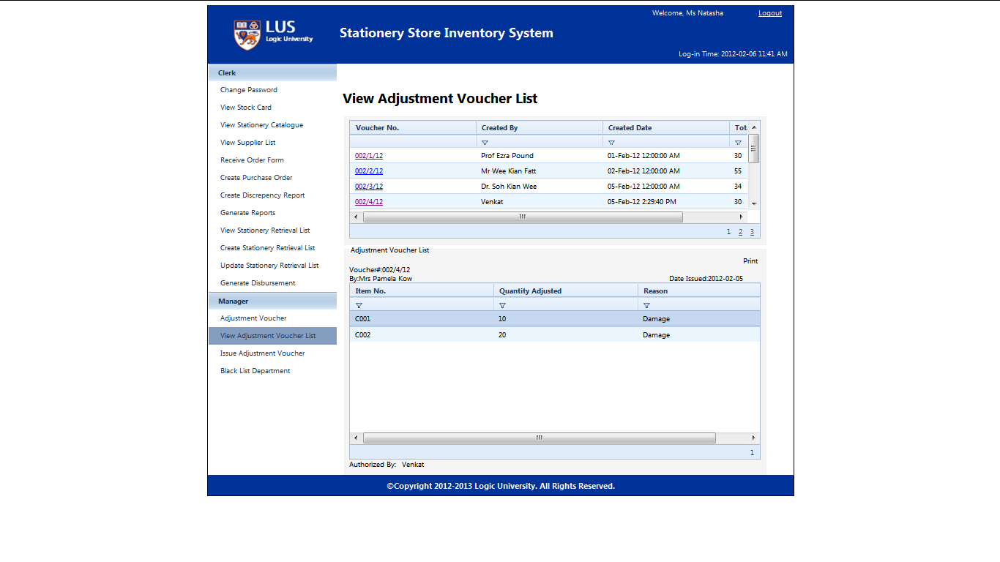 Welcome, Ms Natasha Logout
LUS
Logic University
Stationery Store Inventory System
Log-in Time: 2012-02-06 11:41 AM
Clerk
Change Password
View Stock Card
View Stationery Catalogue
View Supplier List
Receive Order Form
Create Purchase Order
Create Discrepency Report
Generate Reports
View Stationery Retrieval List
Create Stationery Retrieval List
Update Stationery Retrieval List
Generate Disbursement
Manager
Adjustment Voucher
View Adjustment Voucher List
Issue Adjustment Voucher
Black List Department
View Adjustment Voucher List
Voucher No. Created By Created Date Tot
002/1/12 Prof Ezra Pound 01-Feb-12 12:00:00 AM 30
002/2/12 Mr Wee Kian Fatt 02-Feb-12 12:00:00 AM 55
002/3/12 Dr. Soh Kian Wee 05-Feb-12 12:00:00 AM 34
002/4/12 Venkat 05-Feb-12 2:29:40 PM 30
1 2 3
Adjustment Voucher List
Print
Voucher#:002/4/12
By:Mrs Pamela Kow Date Issued:2012-02-05
Item No. Quantity Adjusted Reason
C001 10 Damage
C002 20 Damage
1
Authorized By: Venkat
©Copyright 2012-2013 Logic University. All Rights Reserved.